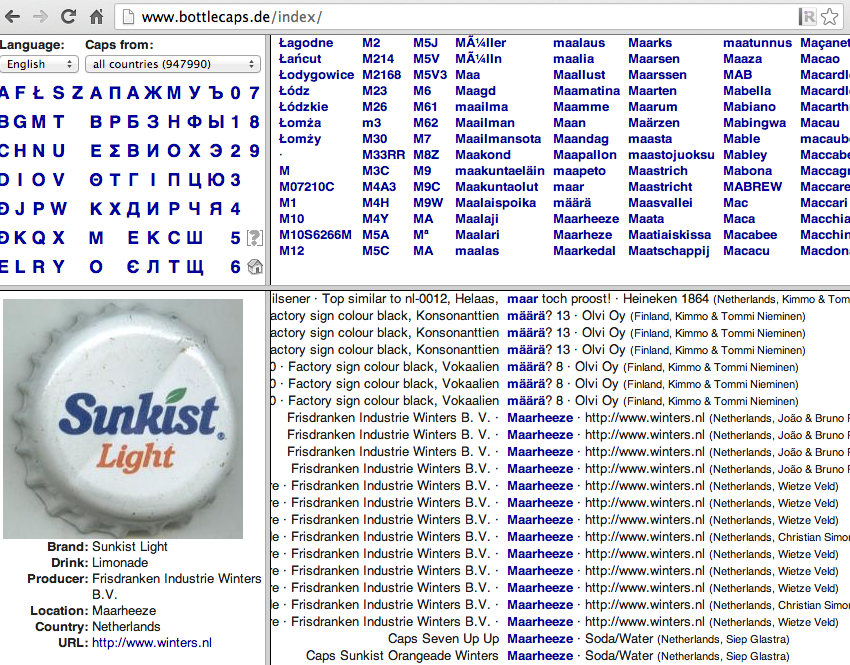 www.bottlecaps.de/index/
Language: Caps from:
English all countries (947990)
A F Ł S Z А П А Ж М У Ъ 0 7
B G M T В Р Б З Н Ф Ы 1 8
C H N U Ε Σ В И О Х Э 2 9
D I O V Θ Τ Г І П Ц Ю 3
Đ J P W Κ Χ Д И Р Ч Я 4
Ð K Q X Μ Е К С Ш 5
E L R Y Ο Є Л Т Щ 6
Łagodne M2 M5J MÃ¼ller maalaus Maarks maatunnus Maçanet
Łańcut M214 M5V MÃ¼lln maalia Maarsen Maaza Macao
Łodygowice M2168 M5V3 Maa Maallust Maarssen MAB Macardl
Łódź M23 M6 Maagd Maamatina Maarten Mabella Macardl
Łódzkie M26 M61 maailma Maamme Maarum Mabiano Macarth
Łomża m3 M62 Maailman Maan Maärzen Mabingwa Macau
Łomży M30 M7 Maailmansota Maandag maasta Mable macaub
· M33RR M8Z Maakond Maapallon maastojuoksu Mabley Maccabe
M M3C M9 maakuntaeläin maapeto Maastrich Mabona Maccagn
M07210C M4A3 M9C Maakuntaolut maar Maastricht MABREW Maccare
M1 M4H M9W Maalaispoika määrä Maasvallei Mac Maccari
M10 M4Y MA Maalaji Maarheeze Maata Maca Macchia
M10S6266M M5A Mª Maalari Maarheze Maatiaiskissa Macabee Macchin
M12 M5C MA maalas Maarkedal Maatschappij Macacu Macdona
Sunkist
Light
Brand: Sunkist Light
Drink: Limonade
Producer: Frisdranken Industrie Winters
B.V.
Location: Maarheeze
Country: Netherlands
URL: http://www.winters.nl
ilsener · Top similar to nl-0012, Helaas, maar toch proost! · Heineken 1864 (Netherlands, Kimmo & Tom
actory sign colour black, Konsonanttien määrä? 13 · Olvi Oy (Finland, Kimmo & Tommi Nieminen)
actory sign colour black, Konsonanttien määrä? 13 · Olvi Oy (Finland, Kimmo & Tommi Nieminen)
actory sign colour black, Konsonanttien määrä? 13 · Olvi Oy (Finland, Kimmo & Tommi Nieminen)
0 · Factory sign colour black, Vokaalien määrä? 8 · Olvi Oy (Finland, Kimmo & Tommi Nieminen)
0 · Factory sign colour black, Vokaalien määrä? 8 · Olvi Oy (Finland, Kimmo & Tommi Nieminen)
0 · Factory sign colour black, Vokaalien määrä? 8 · Olvi Oy (Finland, Kimmo & Tommi Nieminen)
Frisdranken Industrie Winters B. V. · Maarheeze · http://www.winters.nl (Netherlands, João & Bruno F
Frisdranken Industrie Winters B. V. · Maarheeze · http://www.winters.nl (Netherlands, João & Bruno F
Frisdranken Industrie Winters B. V. · Maarheeze · http://www.winters.nl (Netherlands, João & Bruno F
Frisdranken Industrie Winters B.V. · Maarheeze · http://www.winters.nl (Netherlands, João & Bruno F
re · Frisdranken Industrie Winters B.V. · Maarheeze · http://www.winters.nl (Netherlands, Wietze Veld)
e · Frisdranken Industrie Winters B.V. · Maarheeze · http://www.winters.nl (Netherlands, Wietze Veld)
e · Frisdranken Industrie Winters B.V. · Maarheeze · http://www.winters.nl (Netherlands, Wietze Veld)
le · Frisdranken Industrie Winters B.V. · Maarheeze · http://www.winters.nl (Netherlands, Christian Simo
re · Frisdranken Industrie Winters B.V. · Maarheeze · http://www.winters.nl (Netherlands, Wietze Veld)
e · Frisdranken Industrie Winters B.V. · Maarheeze · http://www.winters.nl (Netherlands, Wietze Veld)
e · Frisdranken Industrie Winters B.V. · Maarheeze · http://www.winters.nl (Netherlands, Wietze Veld)
le · Frisdranken Industrie Winters B.V. · Maarheeze · http://www.winters.nl (Netherlands, Christian Simo
re · Frisdranken Industrie Winters B.V. · Maarheeze · http://www.winters.nl (Netherlands, Wietze Veld)
Caps Seven Up Up Maarheeze · Soda/Water (Netherlands, Siep Glastra)
Caps Sunkist Orangeade Winters Maarheeze · Soda/Water (Netherlands, Siep Glastra)